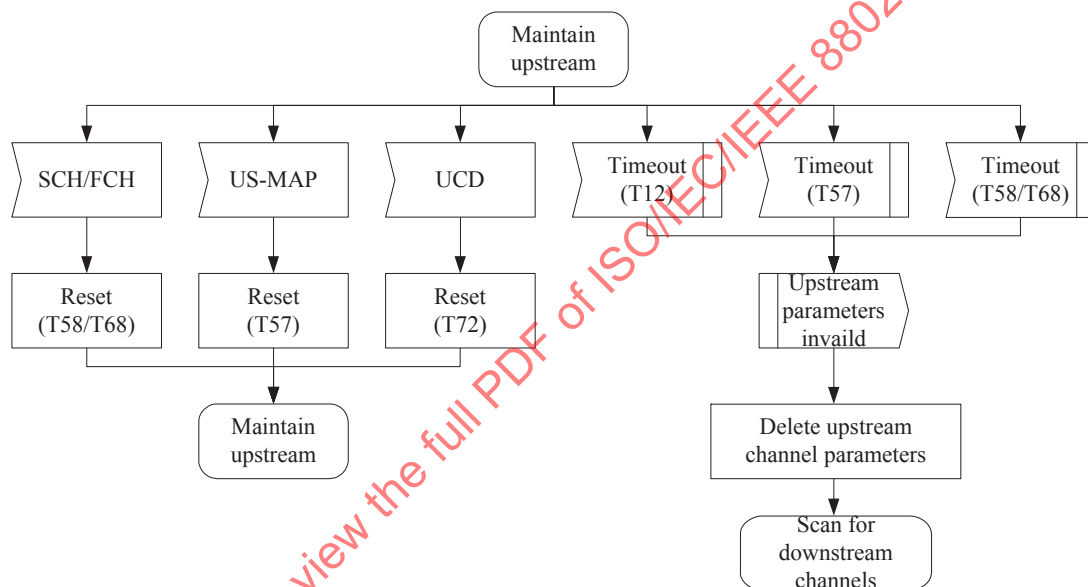 Maintain
upstream
SCH/FCH
US-MAP
UCD
Timeout
(T12)
Timeout
(T57)
Timeout
(T58/T68)
Reset
(T58/T68)
Reset
(T57)
Reset
(T72)
Upstream
parameters
invaild
Maintain
upstream
Delete upstream
channel parameters
Scan for
downstream
channels
view the full PDF of ISO/IEC/IEEE 8802